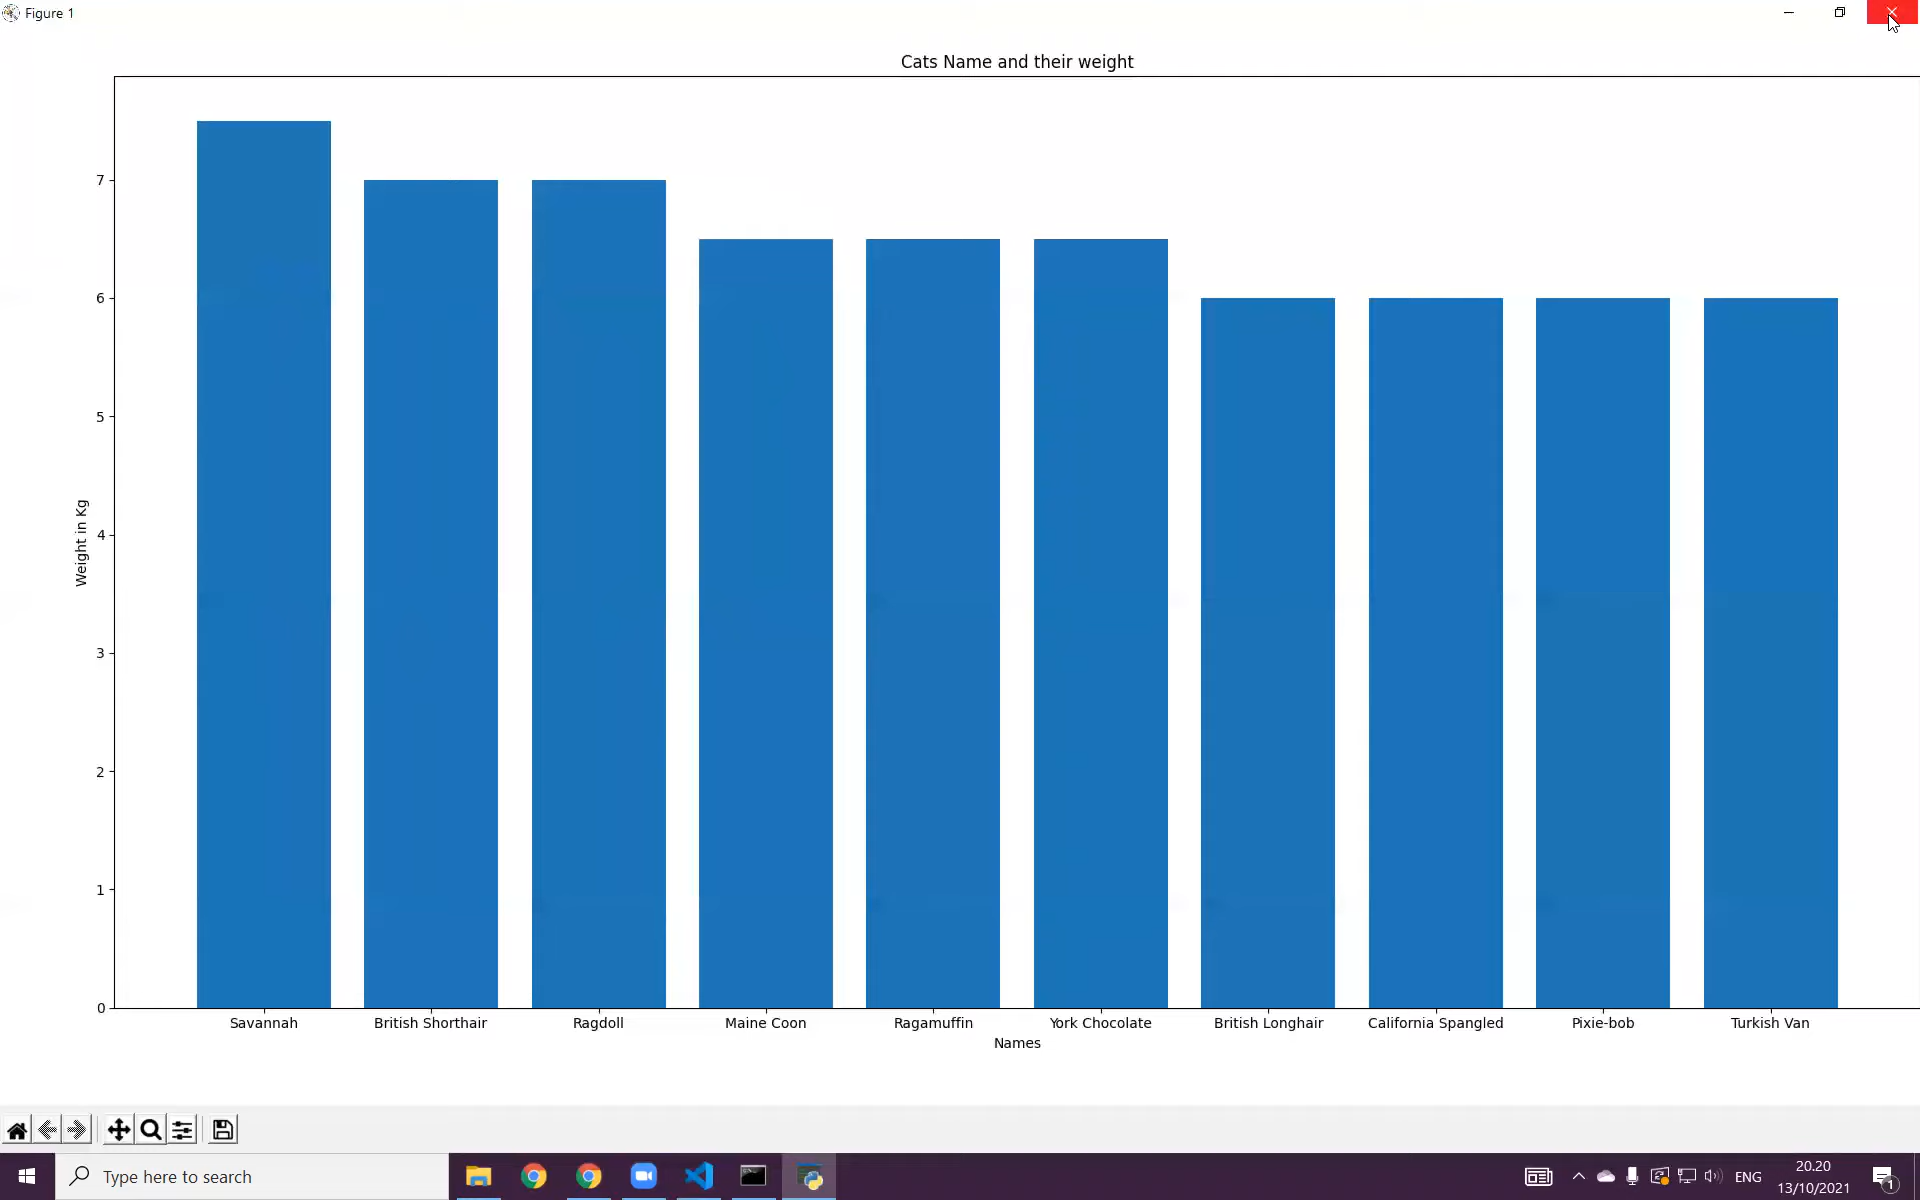 Figure 1
Cats Name and their weight
Weight in Kg
7
6
5
4
3
2
1
0
Savannah British Shorthair Ragdoll Maine Coon Ragamuffin York Chocolate British Longhair California Spangled Pixie-bob Turkish Van
Names
Type here to search
ENG
20.20
13/10/2021
1